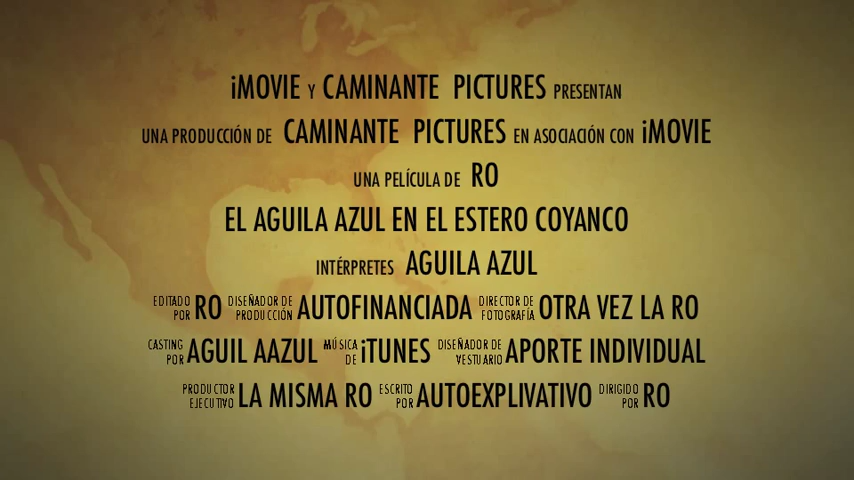 iMOVIE Y CAMINANTE PICTURES PRESENTAN
UNA PRODUCCIÓN DE CAMINANTE PICTURES EN ASOCIACIÓN CON iMOVIE
UNA PELÍCULA DE RO
EL AGUILA AZUL EN EL ESTERO COYANCO
INTÉRPRETES AGUILA AZUL
EDITADO POR RO DISEÑADOR DE PRODUCCIÓN AUTOFINANCIADA DIRECTOR DE FOTOGRAFÍA OTRA VEZ LA RO
CASTING POR AGUIL AAZUL MÚSICA DE iTUNES DISEÑADOR DE VESTUARIO APORTE INDIVIDUAL
PRODUCTOR EJECUTIVO LA MISMA RO ESCRITO POR AUTOEXPLIVATIVO DIRIGIDO POR RO